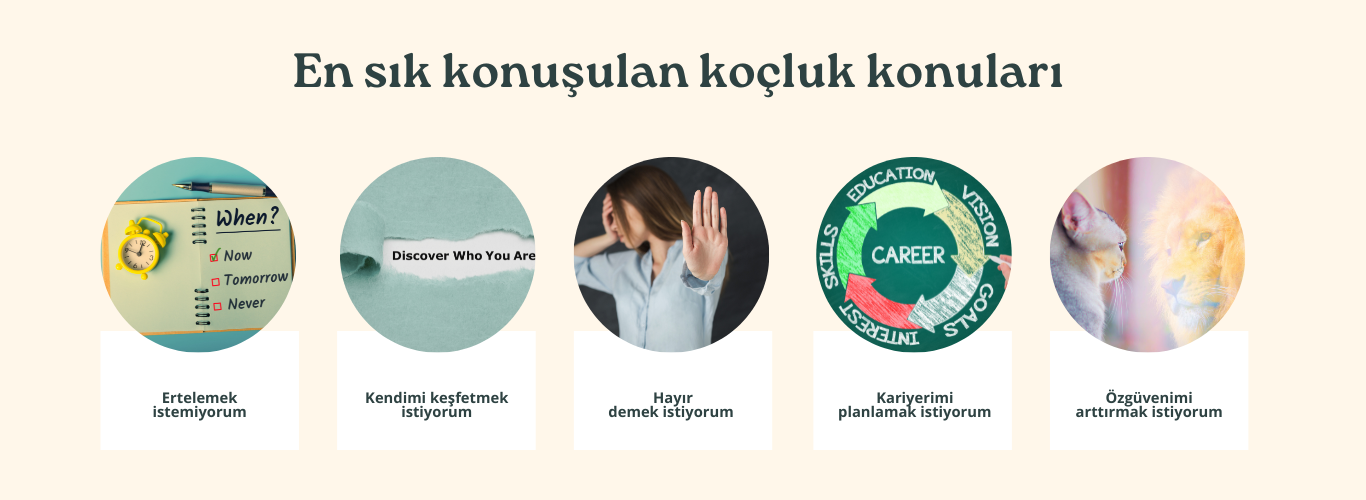 En sık konuşulan koçluk konuları
When?
Now
Tomorrow
Never
Discover Who You Are
EDUCATION
VISION
GOALS
INTEREST
SKILLS
CAREER
Ertelemek
istemiyorum
Kendimi keşfetmek
istiyorum
Hayır
demek istiyorum
Kariyerimi
planlamak istiyorum
Özgüvenimi
arttırmak istiyorum